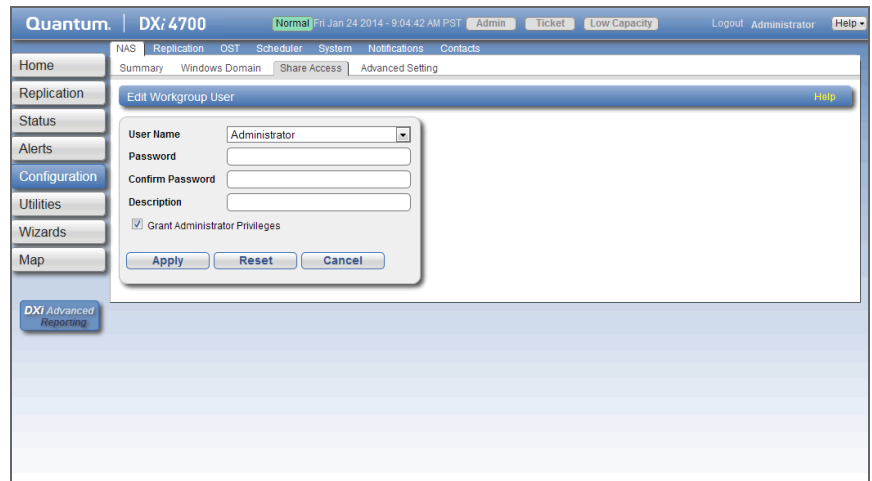 Quantum. | DXi 4700 Normal Fri Jan 24 2014 - 9:04:42 AM PST Admin Ticket Low Capacity Logout Administrator Help
NAS Replication OST Scheduler System Notifications Contacts
Summary Windows Domain Share Access Advanced Setting
Home
Replication
Status
Alerts
Configuration
Utilities
Wizards
Map
DXi Advanced
Reporting
Edit Workgroup User Help
User Name Administrator
Password
Confirm Password
Description
Grant Administrator Privileges
Apply Reset Cancel